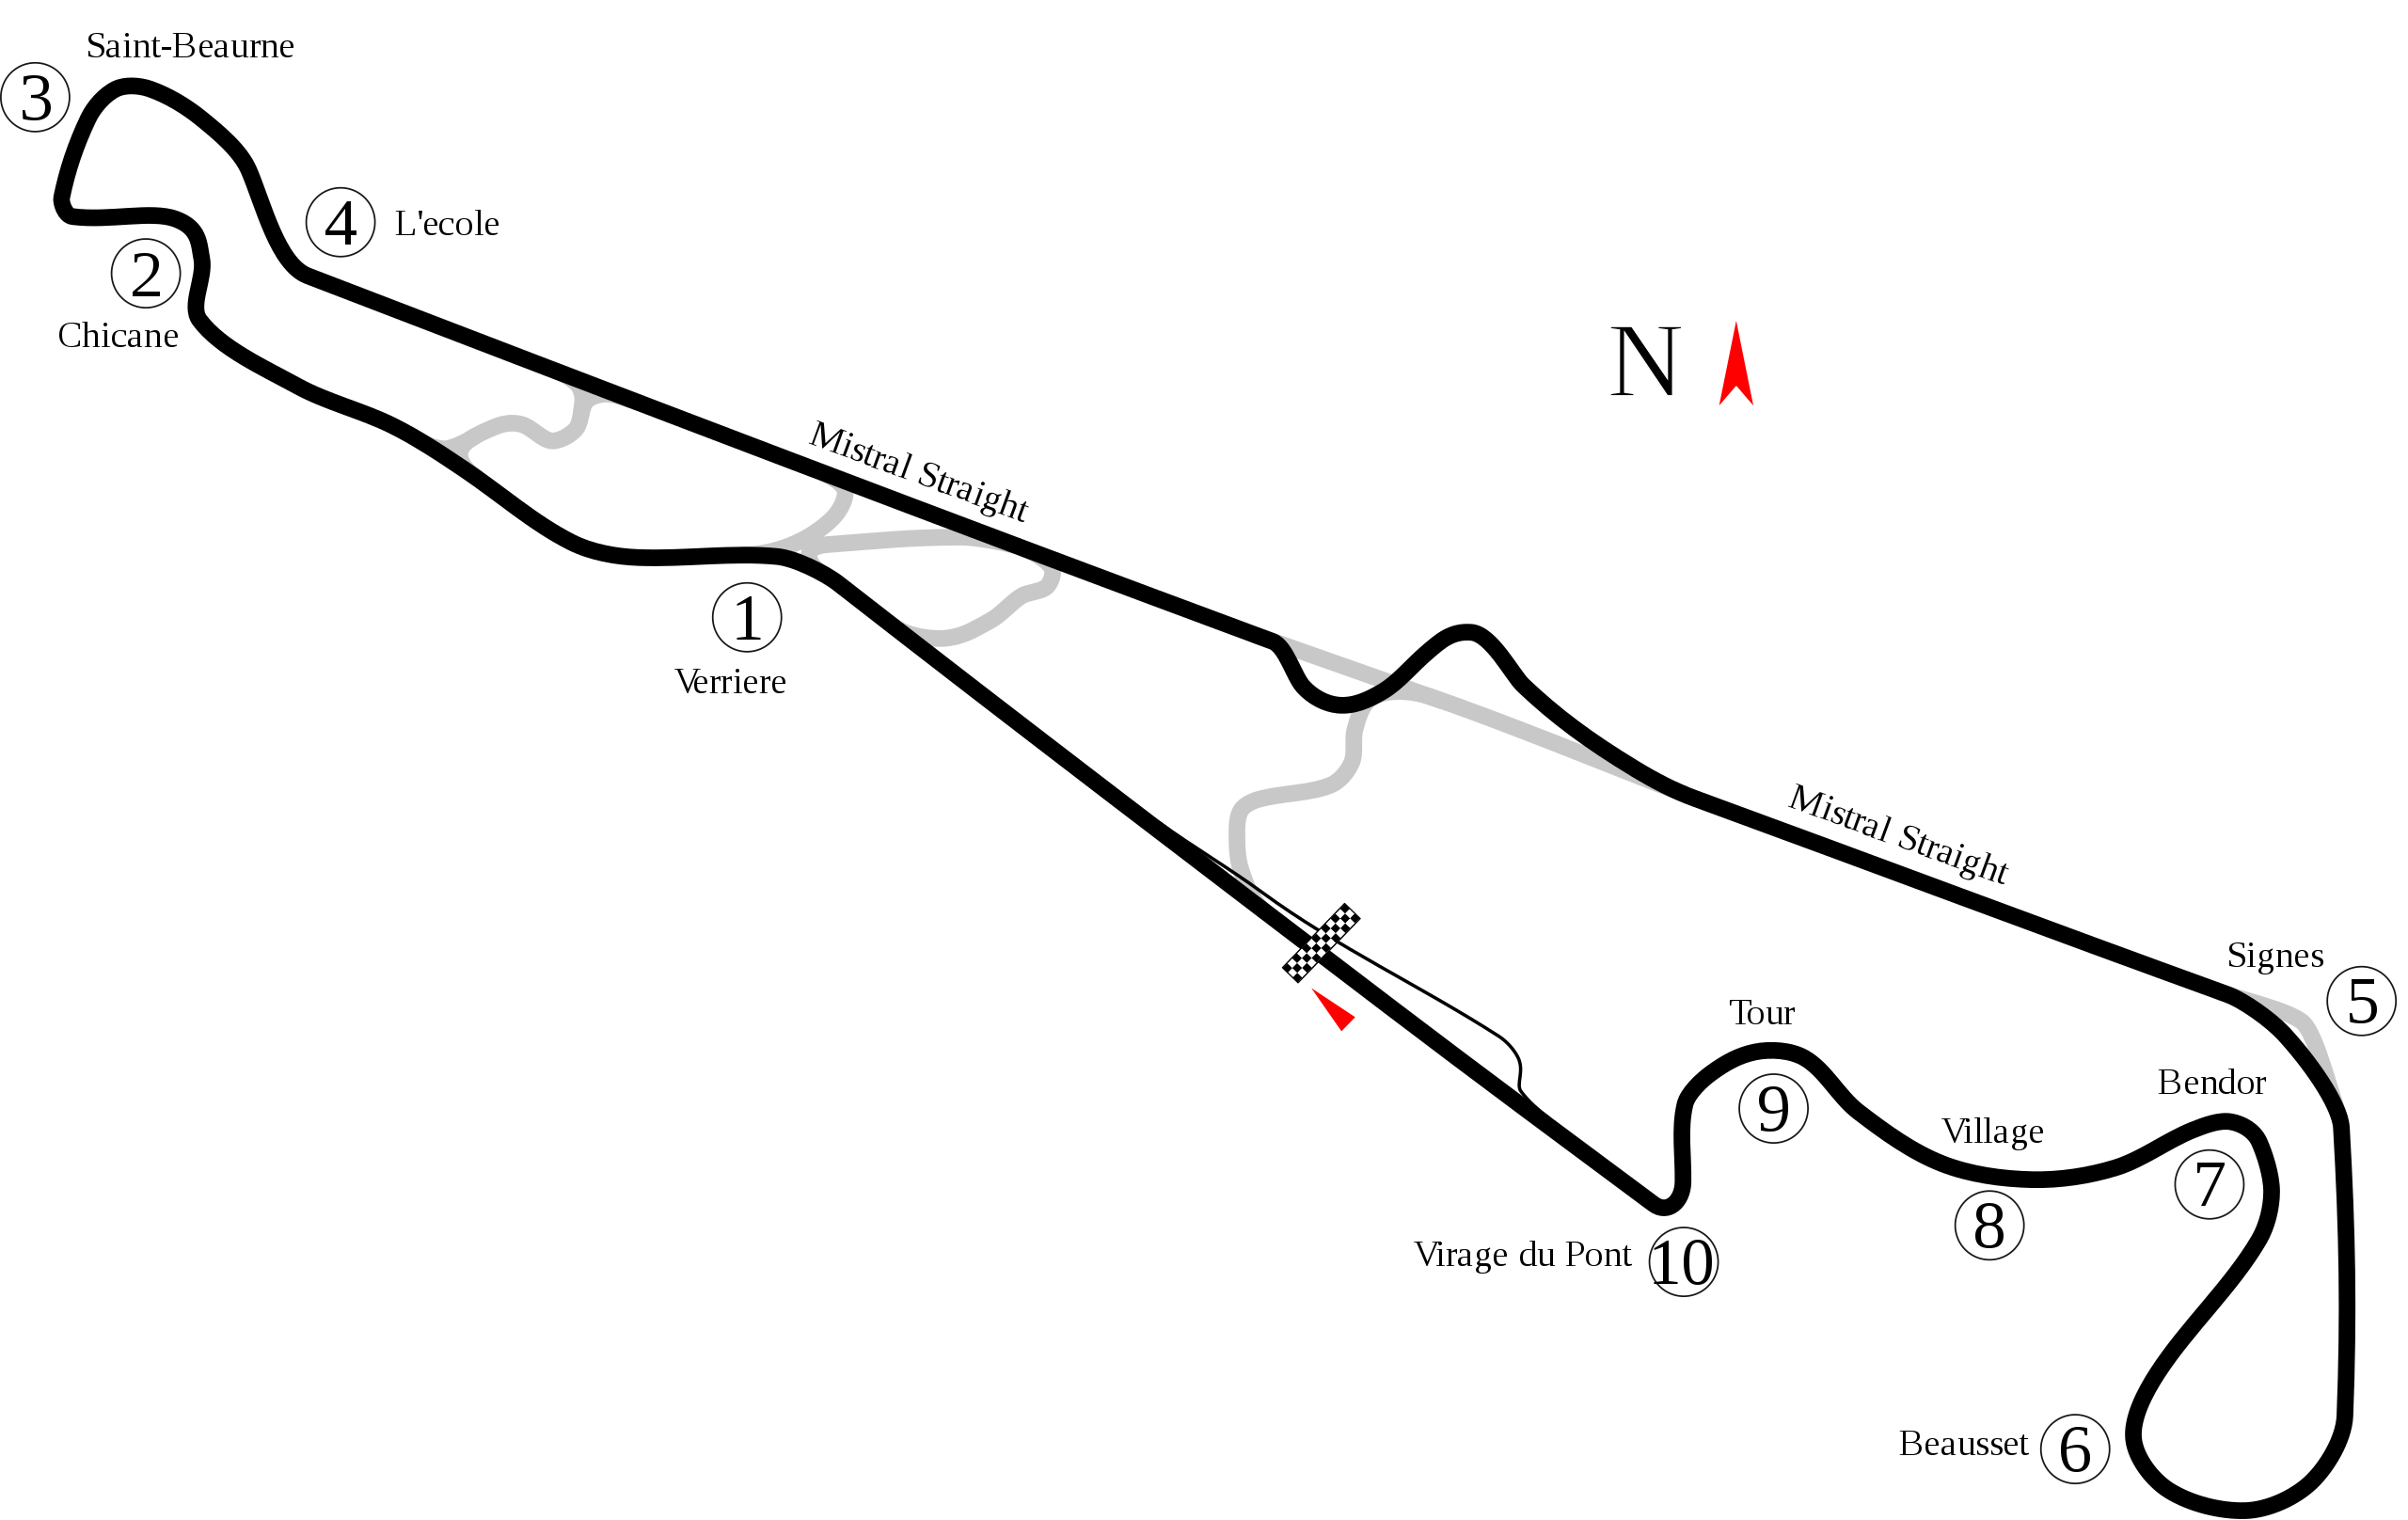 Saint-Beaurne
3
4
L'ecole
2
Chicane
N
Mistral Straight
1
Verriere
Mistral Straight
Signes
5
Tour
9
Bendor
Village
7
8
Virage du Pont
10
Beausset
6